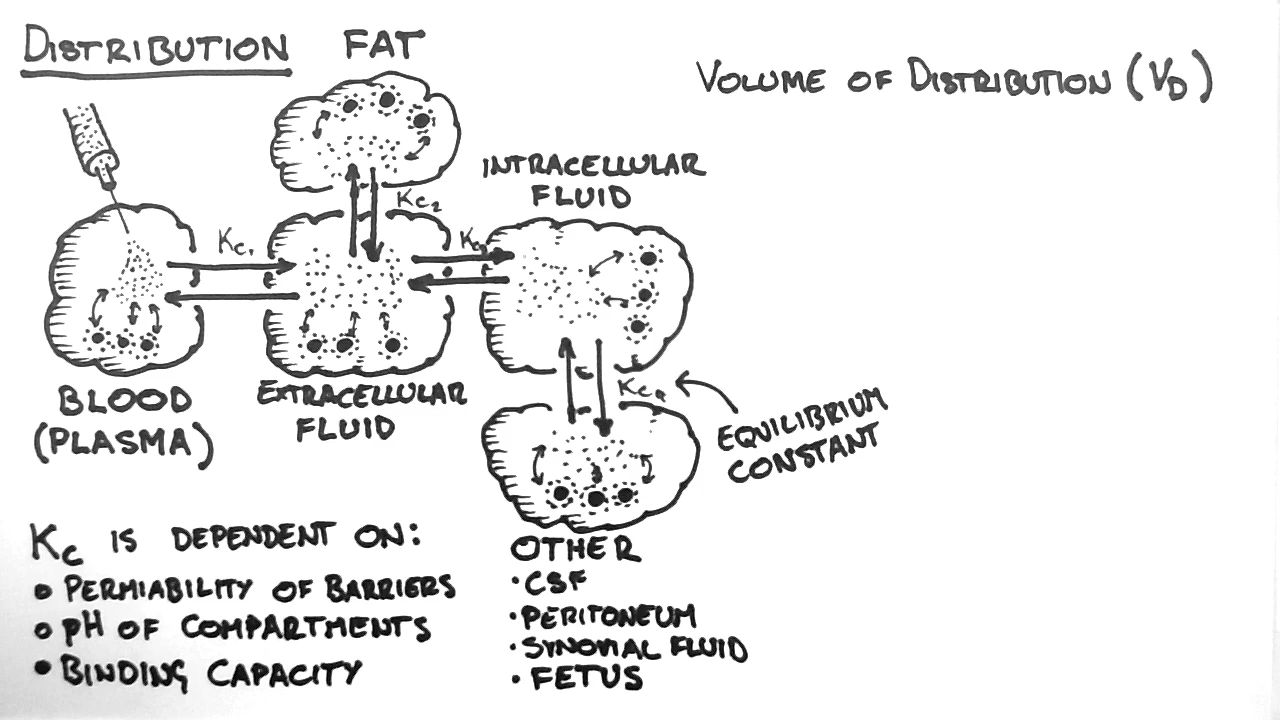 DISTRIBUTION
FAT
VOLUME OF DISTRIBUTION (VD)
INTRACELLULAR
FLUID
Kc2
Kc1
Kc3
BLOOD
(PLASMA)
EXTRACELLULAR
FLUID
Kc4
EQUILIBRIUM
CONSTANT
Kc IS DEPENDENT ON:
• PERMIABILITY OF BARRIERS
• pH OF COMPARTMENTS
• BINDING CAPACITY
OTHER
• CSF
• PERITONEUM
• SYNOVIAL FLUID
• FETUS